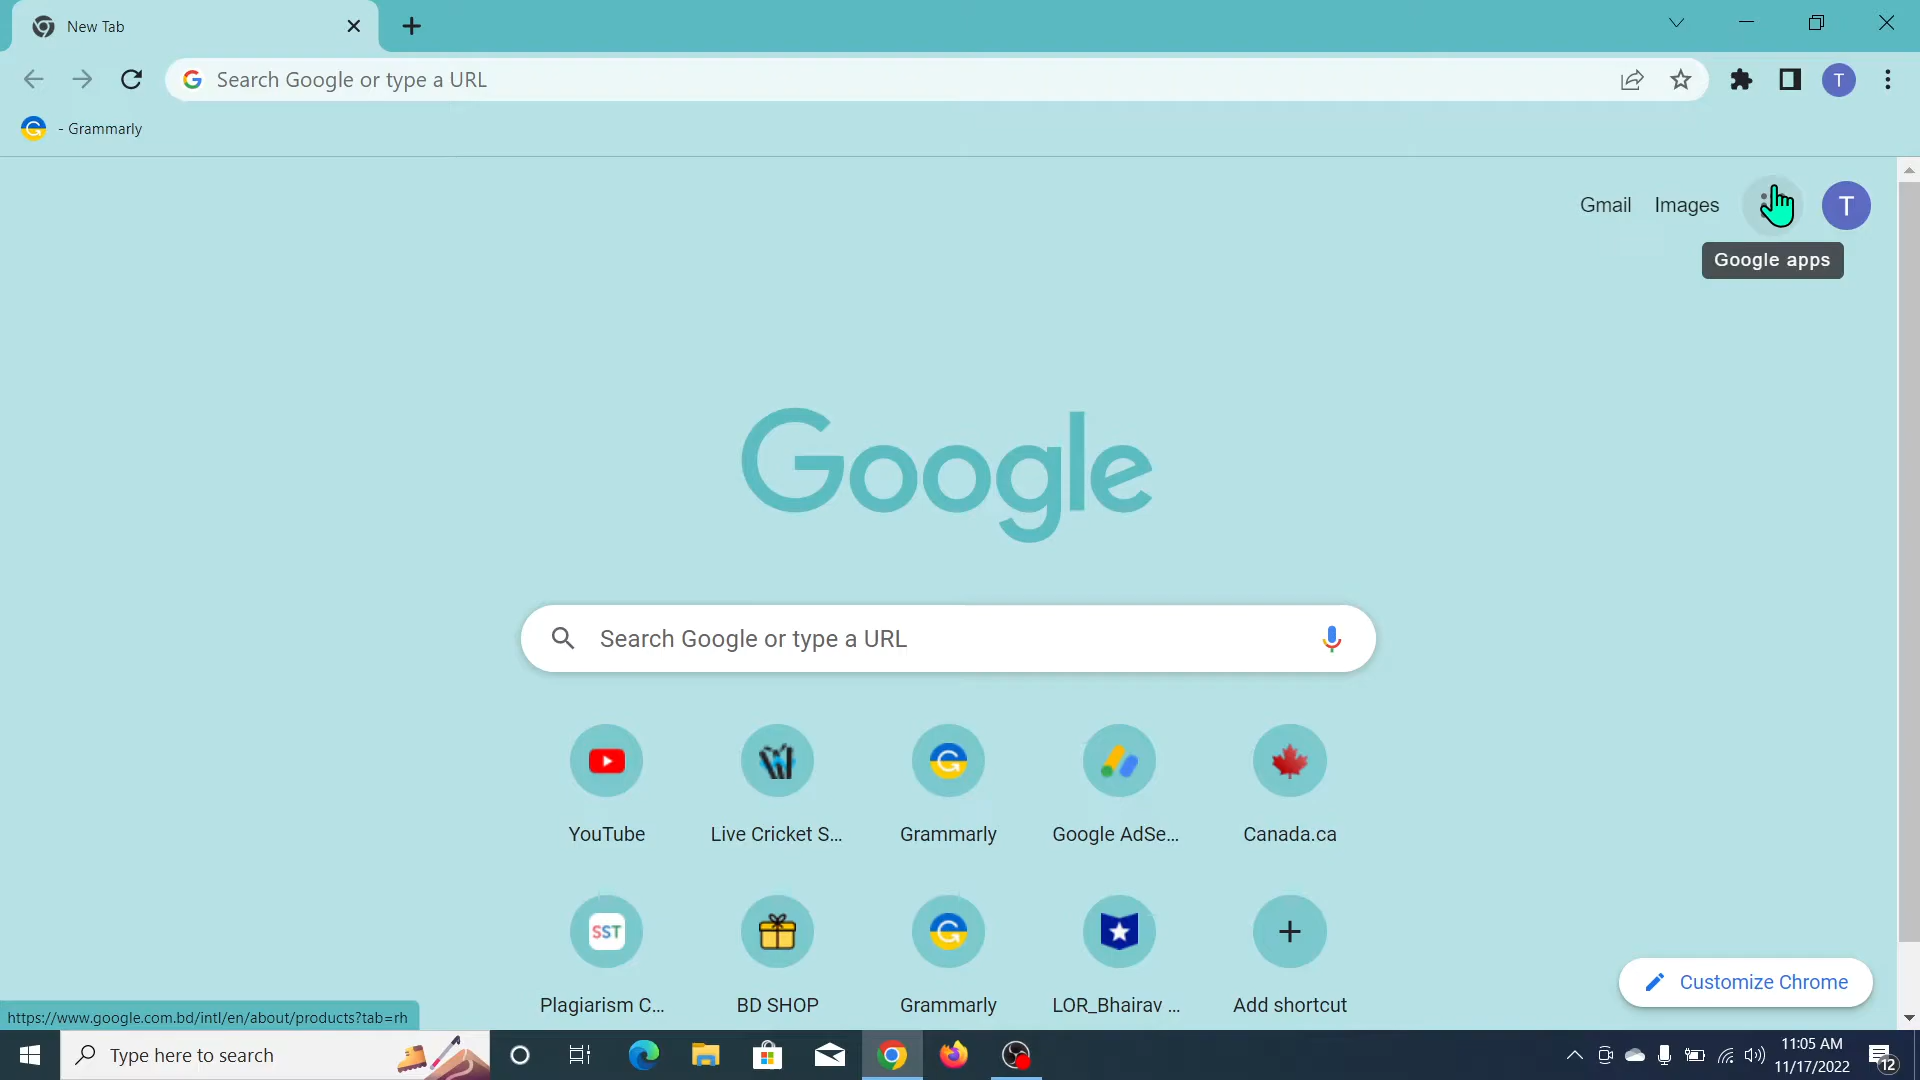 New Tab
Search Google or type a URL
T
- Grammarly
Gmail Images T
Google apps
Google
Search Google or type a URL
YouTube Live Cricket S... Grammarly Google AdSe... Canada.ca
SST
Plagiarism C... BD SHOP Grammarly LOR_Bhairav ... Add shortcut
Customize Chrome
https://www.google.com.bd/intl/en/about/products?tab=rh
Type here to search
11:05 AM
11/17/2022
12